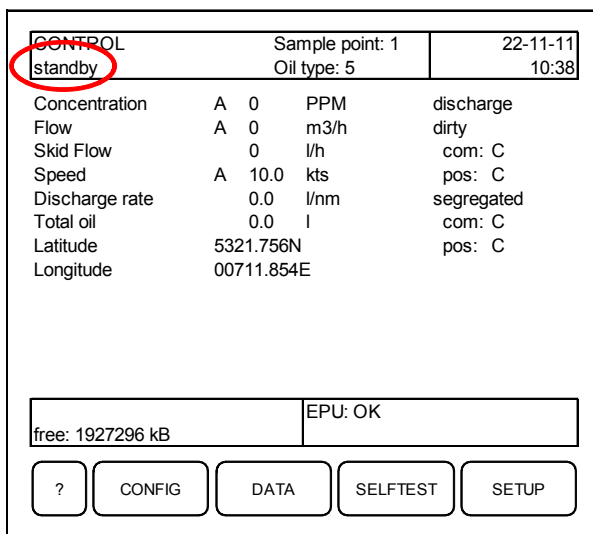 CONTROL Sample point: 1 22-11-11
standby Oil type: 5 10:38
Concentration A 0 PPM discharge
Flow A 0 m3/h dirty
Skid Flow 0 l/h com: C
Speed A 10.0 kts pos: C
Discharge rate 0.0 l/nm segregated
Total oil 0.0 l com: C
Latitude 5321.756N pos: C
Longitude 00711.854E
EPU: OK
free: 1927296 kB
? CONFIG DATA SELFTEST SETUP